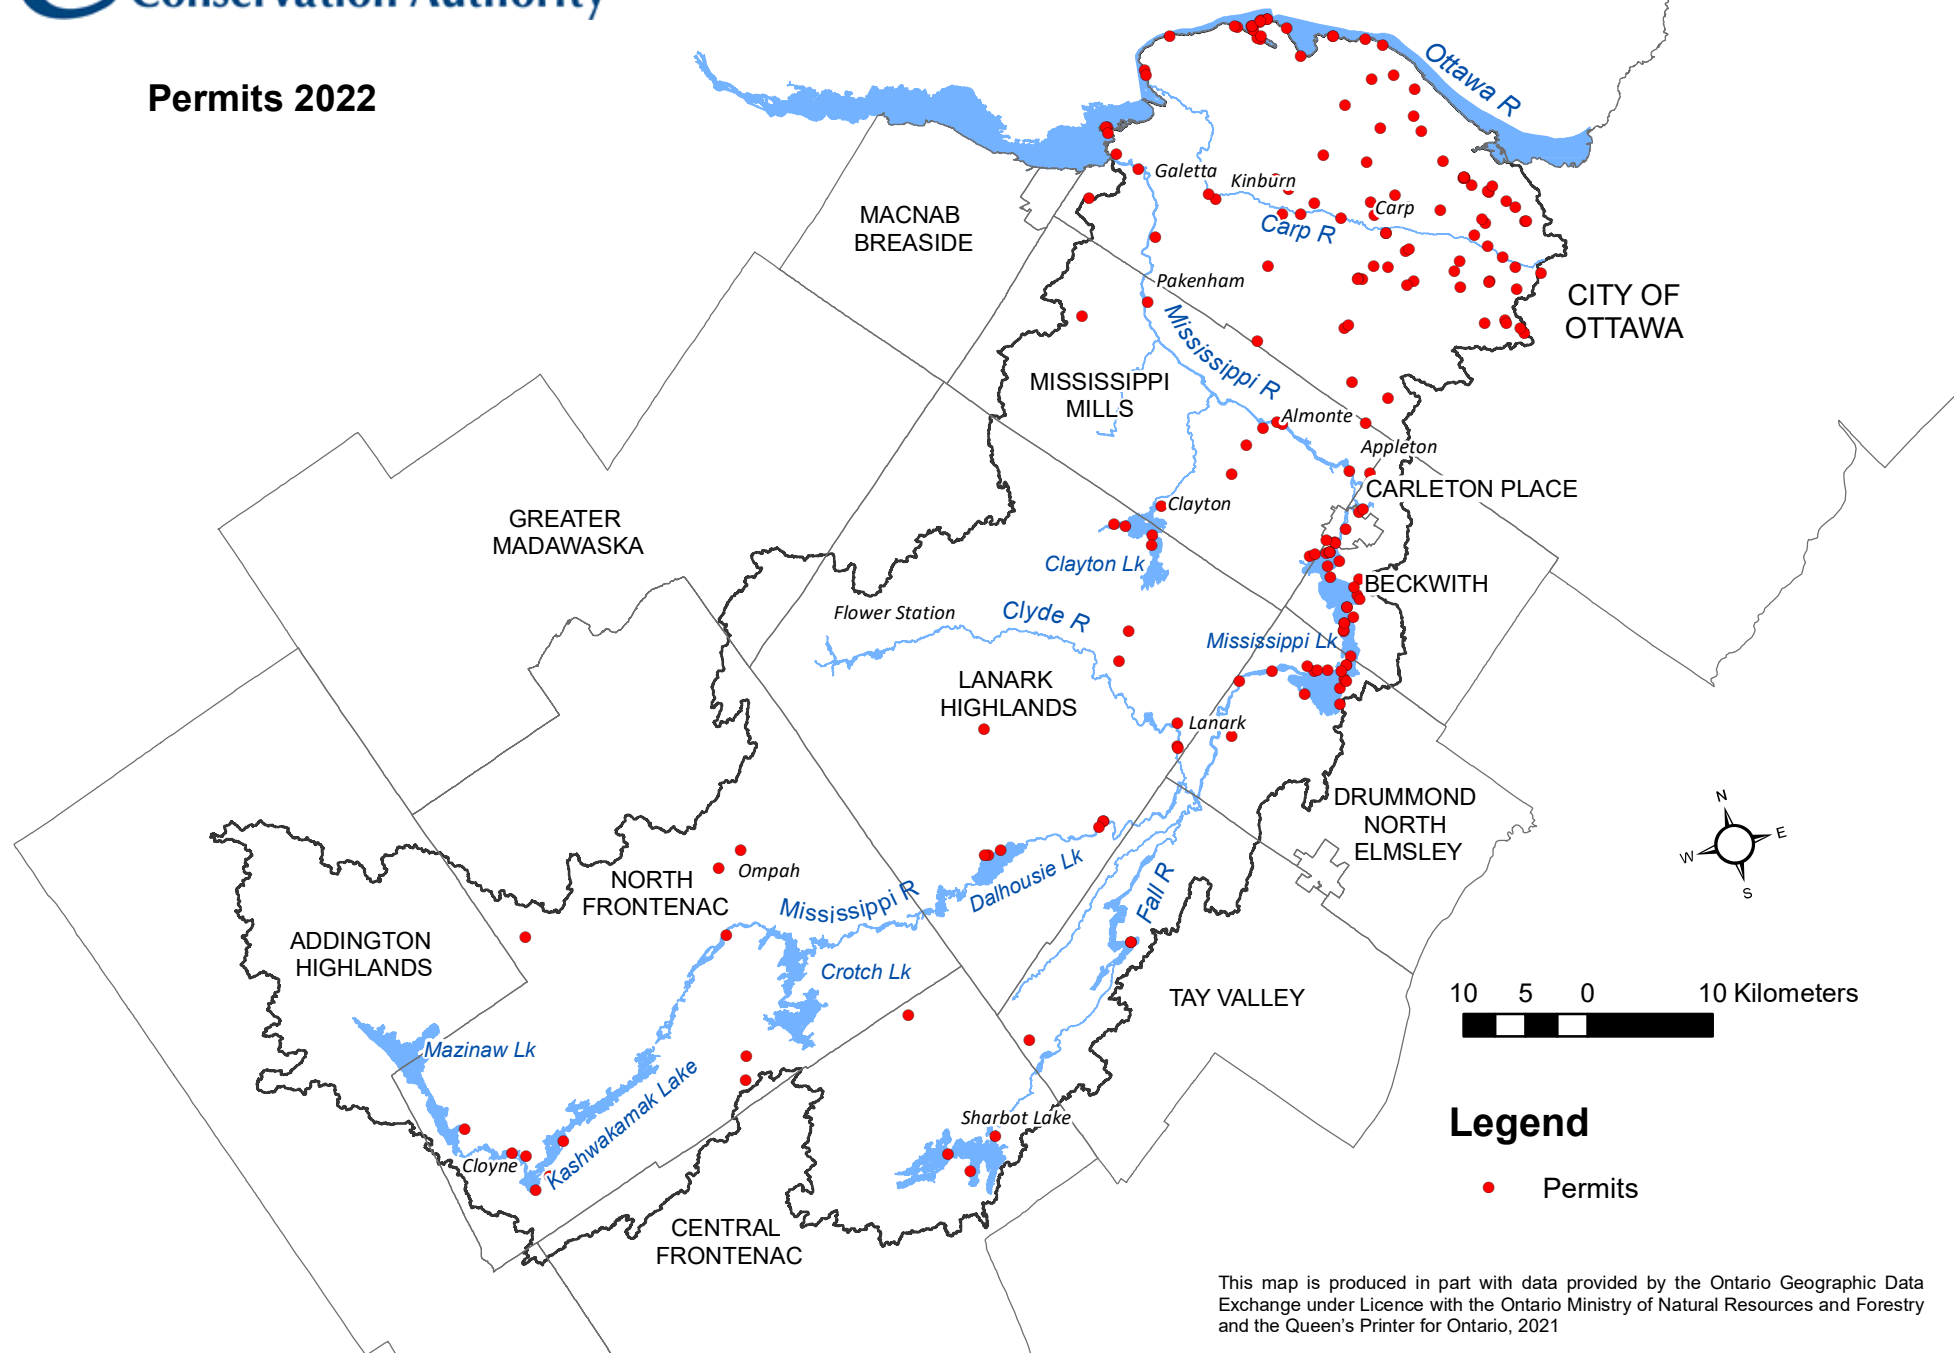 Conservation Authority
Permits 2022
Ottawa R
Galetta
Kinburn
MACNAB
BREASIDE
Carp
Carp R
Pakenham
CITY OF
OTTAWA
Mississippi R
MISSISSIPPI
MILLS
Almonte
Appleton
CARLETON PLACE
Clayton
GREATER
MADAWASKA
Clayton Lk
BECKWITH
Flower Station
Clyde R
Mississippi Lk
LANARK
HIGHLANDS
Lanark
DRUMMOND
NORTH
ELMSLEY
N
E
W
S
Ompah
NORTH
FRONTENAC
Mississippi R
Dalhousie Lk
Fall R
ADDINGTON
HIGHLANDS
Crotch Lk
TAY VALLEY
10 5 0 10 Kilometers
Mazinaw Lk
Kashwakamak Lake
Sharbot Lake
Cloyne
Legend
Permits
CENTRAL
FRONTENAC
This map is produced in part with data provided by the Ontario Geographic Data
Exchange under Licence with the Ontario Ministry of Natural Resources and Forestry
and the Queen's Printer for Ontario, 2021